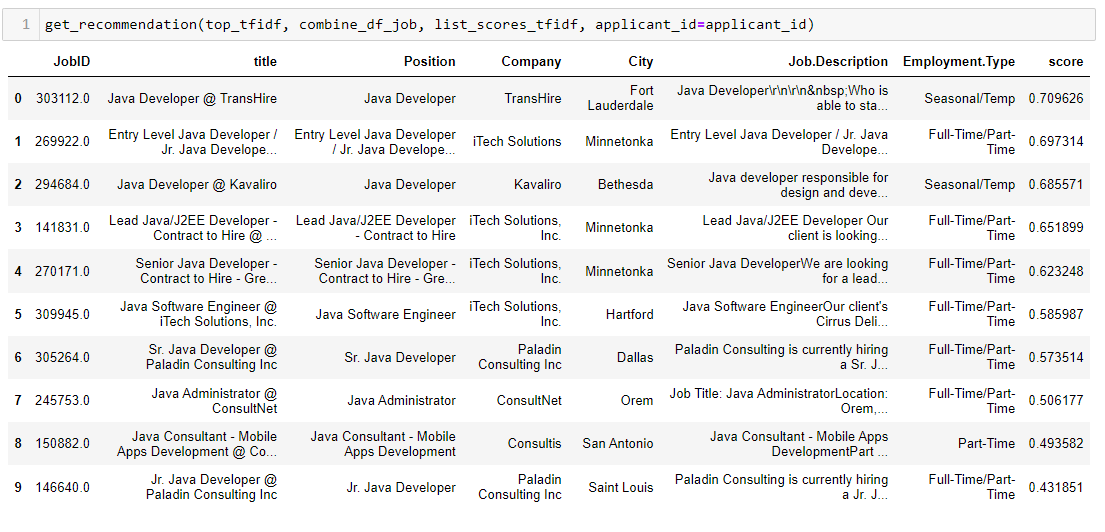 1 get_recommendation(top_tfidf, combine_df_job, list_scores_tfidf, applicant_id=applicant_id)
JobID title Position Company City Job.Description Employment.Type score
0 303112.0 Java Developer @ TransHire Java Developer TransHire Fort Lauderdale Java Developer\r\n\r\n&nbsp;Who is able to sta... Seasonal/Temp 0.709626
1 269922.0 Entry Level Java Developer / Jr. Java Develope... Entry Level Java Developer / Jr. Java Develope... iTech Solutions Minnetonka Entry Level Java Developer / Jr. Java Develope... Full-Time/Part-Time 0.697314
2 294684.0 Java Developer @ Kavaliro Java Developer Kavaliro Bethesda Java developer responsible for design and deve... Seasonal/Temp 0.685571
3 141831.0 Lead Java/J2EE Developer - Contract to Hire @ ... Lead Java/J2EE Developer - Contract to Hire iTech Solutions, Inc. Minnetonka Lead Java/J2EE Developer Our client is looking... Full-Time/Part-Time 0.651899
4 270171.0 Senior Java Developer - Contract to Hire - Gre... Senior Java Developer - Contract to Hire - Gre... iTech Solutions, Inc. Minnetonka Senior Java DeveloperWe are looking for a lead... Full-Time/Part-Time 0.623248
5 309945.0 Java Software Engineer @ iTech Solutions, Inc. Java Software Engineer iTech Solutions, Inc. Hartford Java Software EngineerOur client's Cirrus Deli... Full-Time/Part-Time 0.585987
6 305264.0 Sr. Java Developer @ Paladin Consulting Inc Sr. Java Developer Paladin Consulting Inc Dallas Paladin Consulting is currently hiring a Sr. J... Full-Time/Part-Time 0.573514
7 245753.0 Java Administrator @ ConsultNet Java Administrator ConsultNet Orem Job Title: Java AdministratorLocation: Orem,... Full-Time/Part-Time 0.506177
8 150882.0 Java Consultant - Mobile Apps Development @ Co... Java Consultant - Mobile Apps Development Consultis San Antonio Java Consultant - Mobile Apps DevelopmentPart ... Part-Time 0.493582
9 146640.0 Jr. Java Developer @ Paladin Consulting Inc Jr. Java Developer Paladin Consulting Inc Saint Louis Paladin Consulting is currently hiring a Jr. J... Full-Time/Part-Time 0.431851